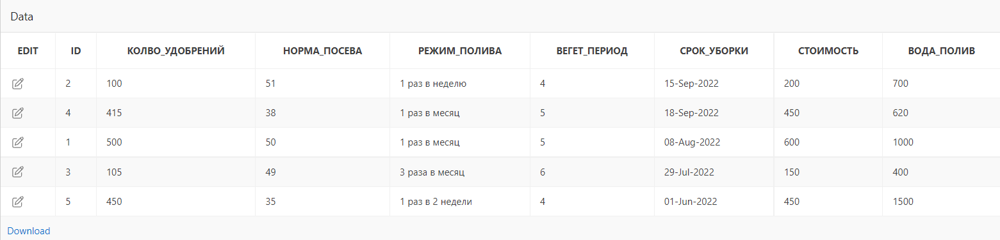 Data
EDIT ID КОЛВО_УДОБРЕНИЙ НОРМА_ПОСЕВА РЕЖИМ_ПОЛИВА ВЕГЕТ_ПЕРИОД СРОК_УБОРКИ СТОИМОСТЬ ВОДА_ПОЛИВ
2 100 51 1 раз в неделю 4 15-Sep-2022 200 700
4 415 38 1 раз в месяц 5 18-Sep-2022 450 620
1 500 50 1 раз в месяц 5 08-Aug-2022 600 1000
3 105 49 3 раза в месяц 6 29-Jul-2022 150 400
5 450 35 1 раз в 2 недели 4 01-Jun-2022 450 1500
Download